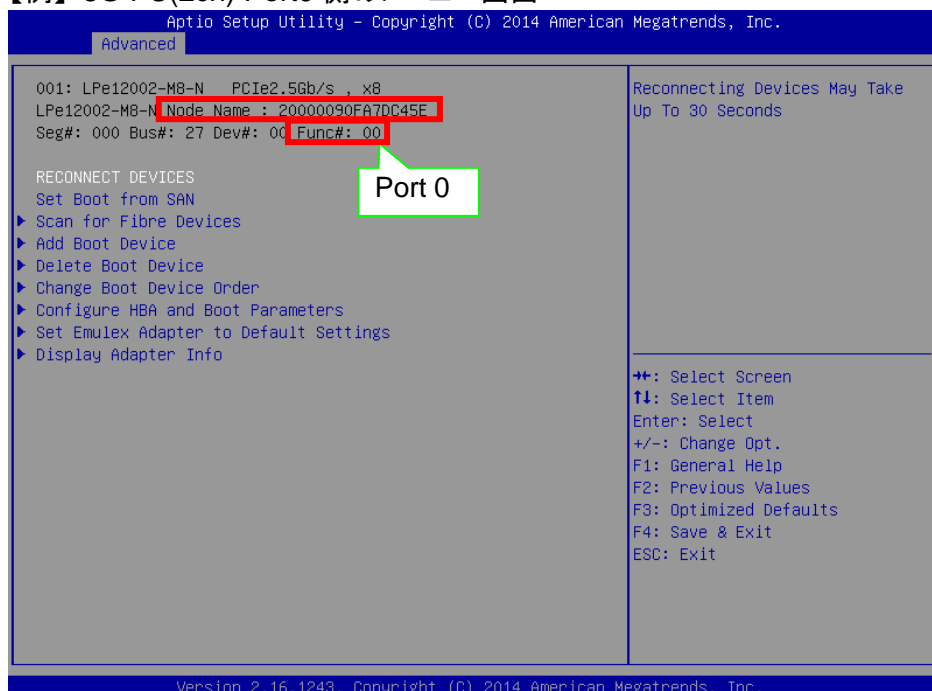 Aptio Setup Utility – Copyright (C) 2014 American Megatrends, Inc.
Advanced
001: LPe12002-M8-N PCIe2.5Gb/s , x8
LPe12002-M8-N Node Name : 20000090FA7DC45E
Seg#: 000 Bus#: 27 Dev#: 00 Func#: 00
Port 0
RECONNECT DEVICES
Set Boot from SAN
Scan for Fibre Devices
Add Boot Device
Delete Boot Device
Change Boot Device Order
Configure HBA and Boot Parameters
Set Emulex Adapter to Default Settings
Display Adapter Info
Reconnecting Devices May Take
Up To 30 Seconds
→←: Select Screen
↑↓: Select Item
Enter: Select
+/-: Change Opt.
F1: General Help
F2: Previous Values
F3: Optimized Defaults
F4: Save & Exit
ESC: Exit
Version 2.16.1243. Copyright (C) 2014 American Megatrends, Inc.